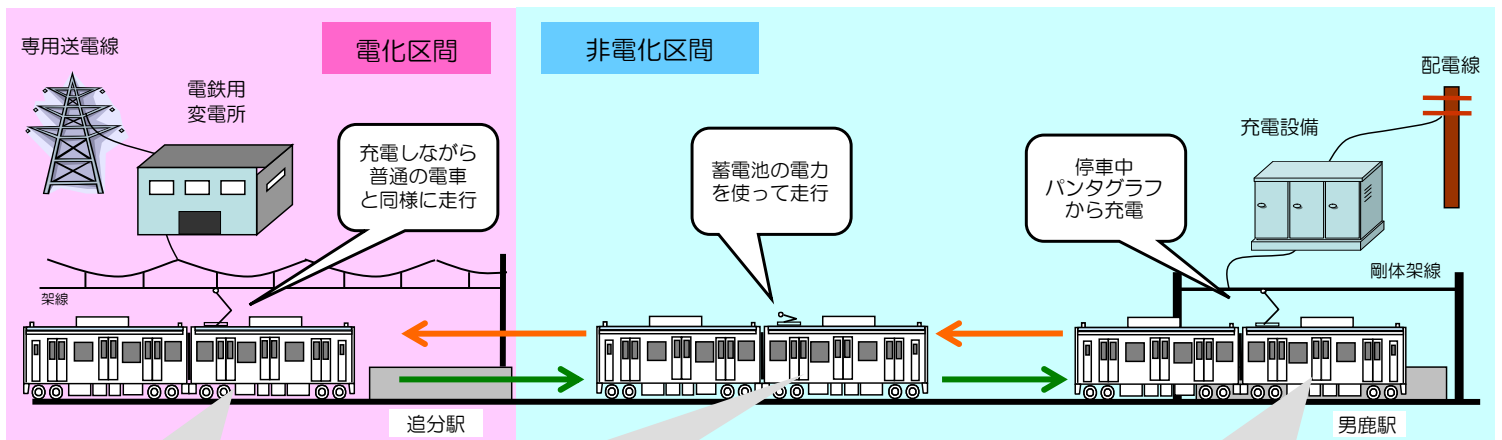 専用送電線
電化区間
非電化区間
配電線
電鉄用
変電所
充電設備
充電しながら
普通の電車
と同様に走行
蓄電池の電力
を使って走行
停車中
パンタグラフ
から充電
剛体架線
架線
追分駅
男鹿駅